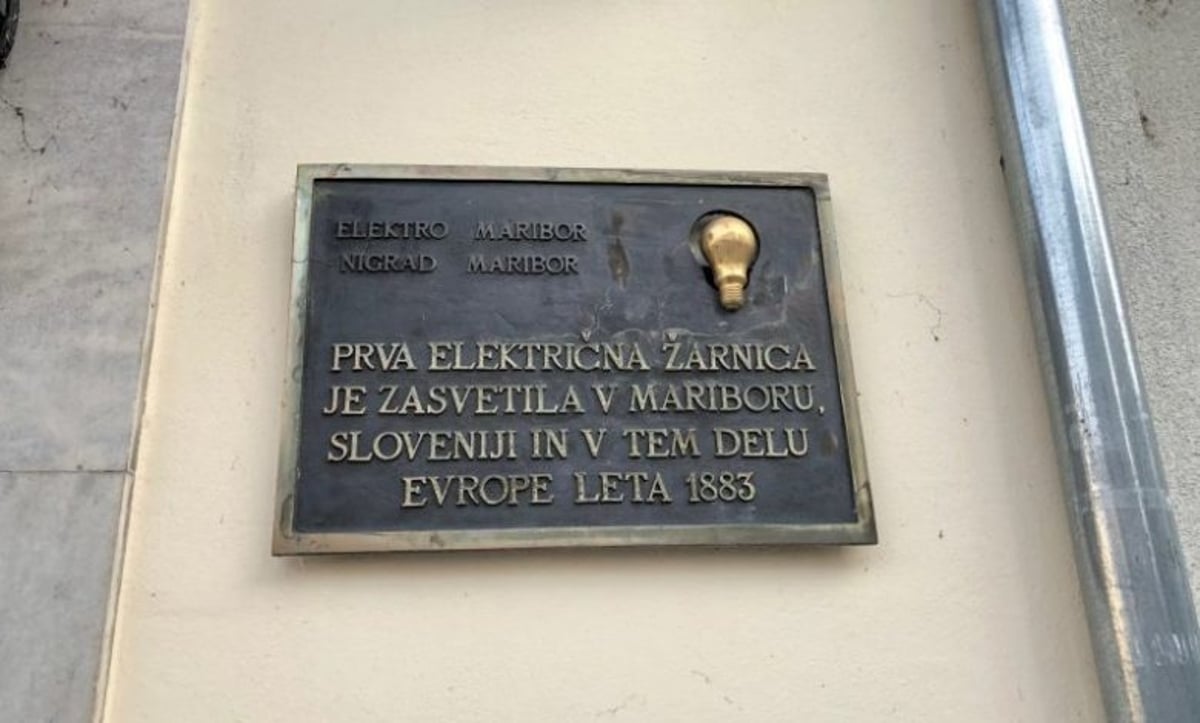 ELEKTRO MARIBOR
NIGRAD MARIBOR
PRVA ELEKTRIČNA ŽARNICA
JE ZASVETILA V MARIBORU,
SLOVENIJI IN V TEM DELU
EVROPE LETA 1883